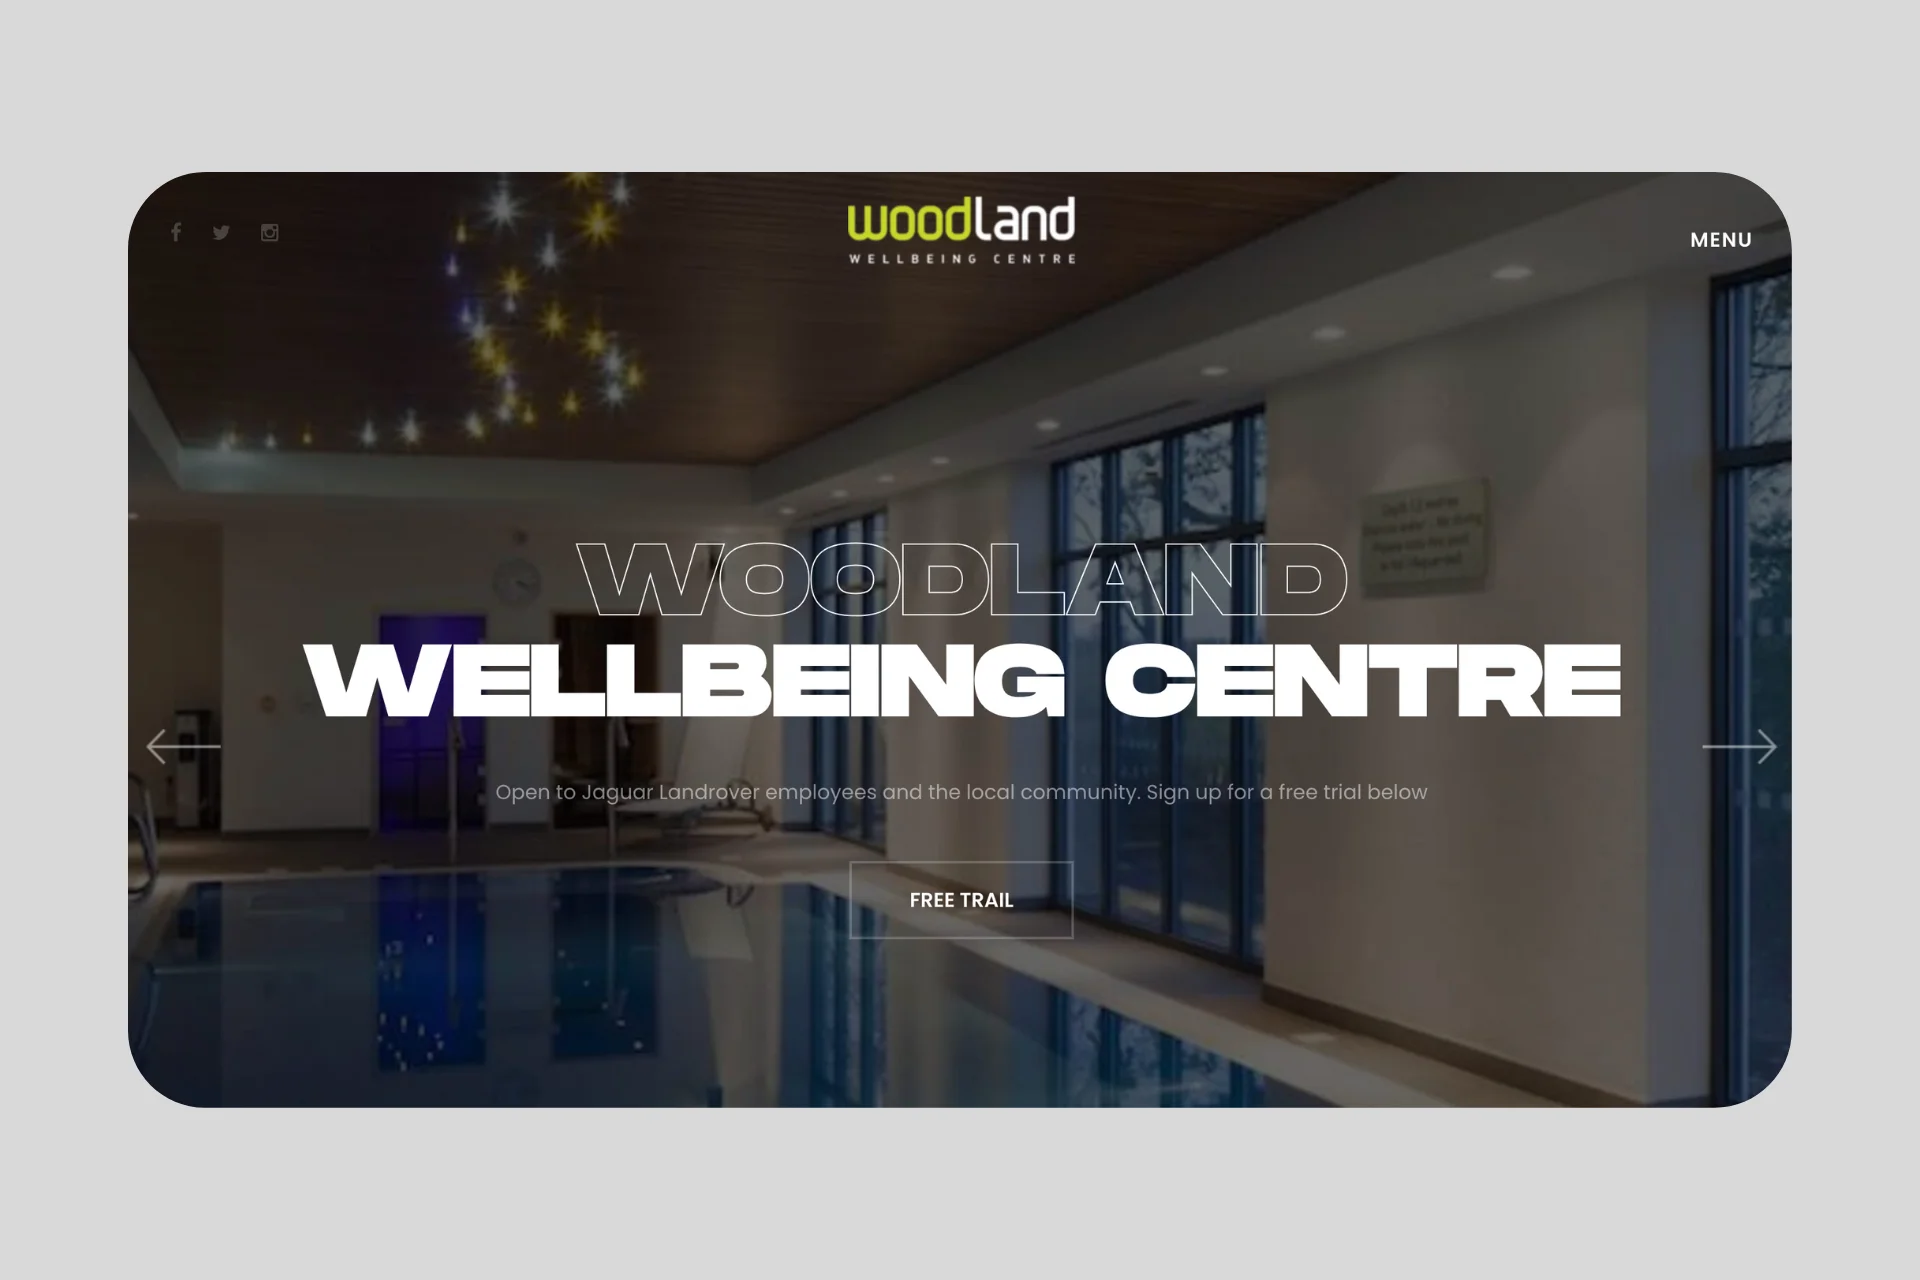 woodland
WELLBEING CENTRE
MENU
WOODLAND
WELLBEING CENTRE
Open to Jaguar Landrover employees and the local community. Sign up for a free trial below
FREE TRAIL